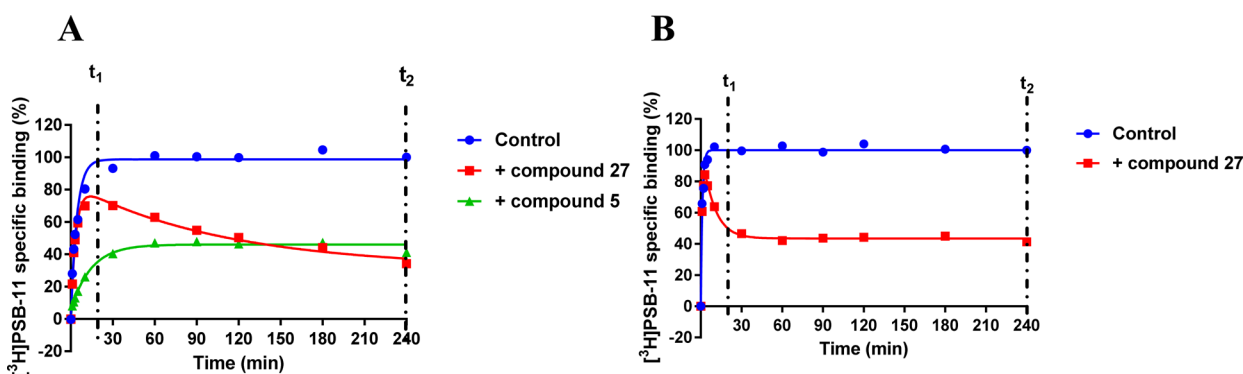 A
B
t₁
t₂
t₁
t₂
[³H]PSB-11 specific binding (%)
120
100
80
60
40
20
0
-20
30
60
90
120
150
180
210
240
Time (min)
Control
+ compound 27
+ compound 5
[³H]PSB-11 specific binding (%)
120
100
80
60
40
20
0
-20
30
60
90
120
150
180
210
240
Time (min)
Control
+ compound 27